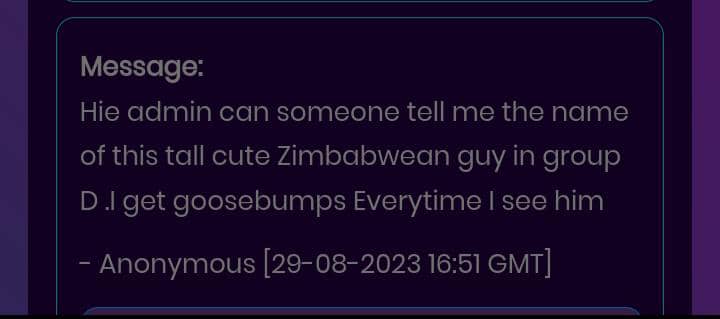 Message:
Hie admin can someone tell me the name
of this tall cute Zimbabwean guy in group
D .I get goosebumps Everytime I see him
- Anonymous [29-08-2023 16:51 GMT]